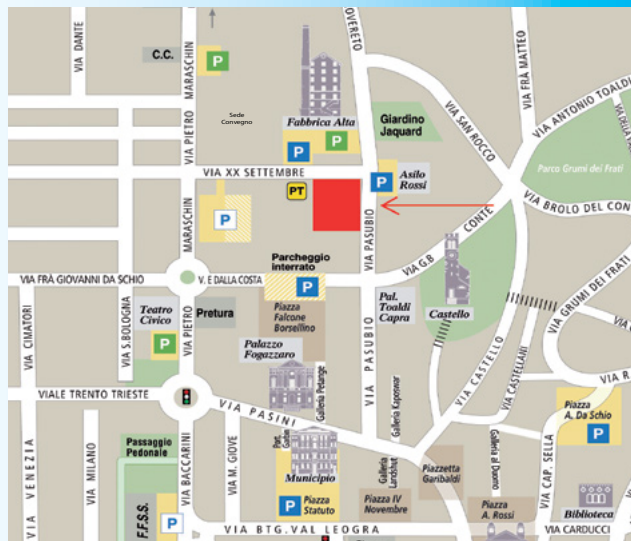 VIA DANTE
C.C.
P
MARASCHIN
VIA PIETRO
Sede
Convegno
Fabbrica Alta
P
P
OVERETO
Giardino
Jaquard
VIA SAN ROCCO
VIA FRÀ MATTEO
VIA ANTONIO TOALDI
Parco Grumi dei Frati
VIA BROLO DEL CON
VIA XX SETTEMBRE
PT
P
Asilo
Rossi
MARASCHIN
P
VIA PASUBIO
VIA G.B CONTE
VIA FRÀ GIOVANNI DA SCHIO
V. E DALLA COSTA
Parcheggio
interrato
P
Piazza
Falcone
Borsellino
Pal.
Toaldi
Capra
Castello
VIA GRUMI DEI FRATI
VIA CIMATORI
VIA S.BOLOGNA
Teatro
Civico
P
VIA PIETRO
Pretura
Palazzo
Fogazzaro
Galleria Petange
VIA PASUBIO
Galleria Kaposvar
VIA CASTELLO
VIA CASTELLANI
VIALE TRENTO TRIESTE
VIA PASINI
VIA R
Piazza
A. Da Schio
P
VIA VENEZIA
VIA MILANO
Passaggio
Pedonale
F.F.S.S.
P
VIA BACCARINI
VIA M. GIOVE
Municipio
P
Piazza
Statuto
Galleria
Landshut
Piazza IV
Novembre
Piazzetta
Garibaldi
Galleria al Duomo
Piazza
A. Rossi
VIA CAP. SELLA
Biblioteca
VIA BTG. VAL LEOGRA
VIA CARDUCCI